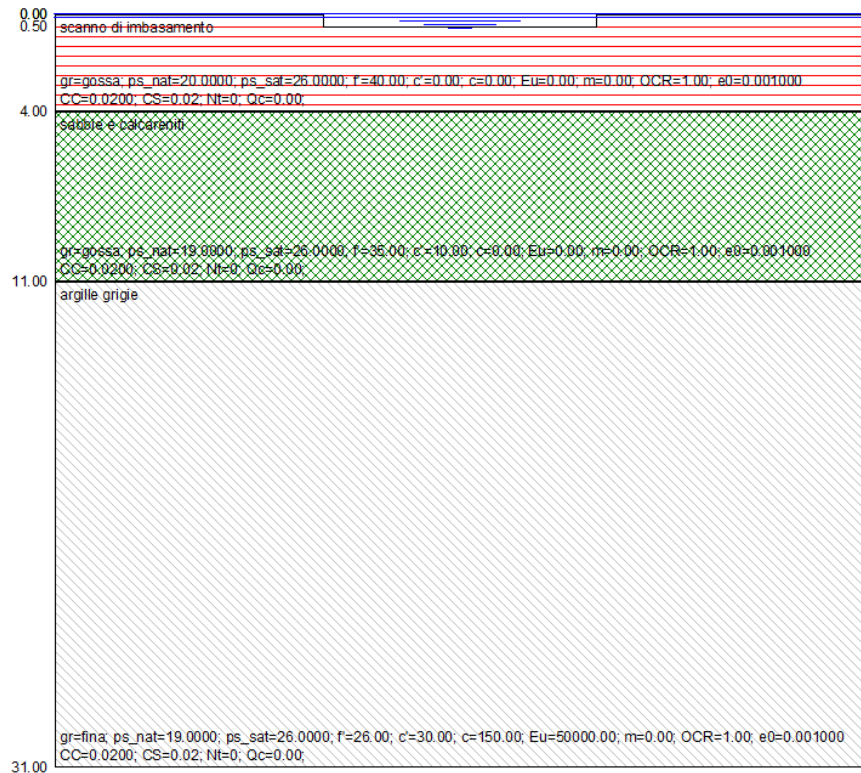 0.00
0.50
scanno di imbasamento
gr=gossa; ps_nat=20.0000; ps_sat=26.0000; f'=40.00; c'=0.00; c=0.00; Eu=0.00; m=0.00; OCR=1.00; e0=0.001000
CC=0.0200; CS=0.02; Nt=0; Qc=0.00;
4.00
sabbie e calcareniti
gr=gossa; ps_nat=19.0000; ps_sat=26.0000; f'=35.00; c'=10.00; c=0.00; Eu=0.00; m=0.00; OCR=1.00; e0=0.001000
CC=0.0200; CS=0.02; Nt=0; Qc=0.00;
11.00
argille grigie
gr=fina; ps_nat=19.0000; ps_sat=26.0000; f'=26.00; c'=30.00; c=150.00; Eu=50000.00; m=0.00; OCR=1.00; e0=0.001000
CC=0.0200; CS=0.02; Nt=0; Qc=0.00;
31.00